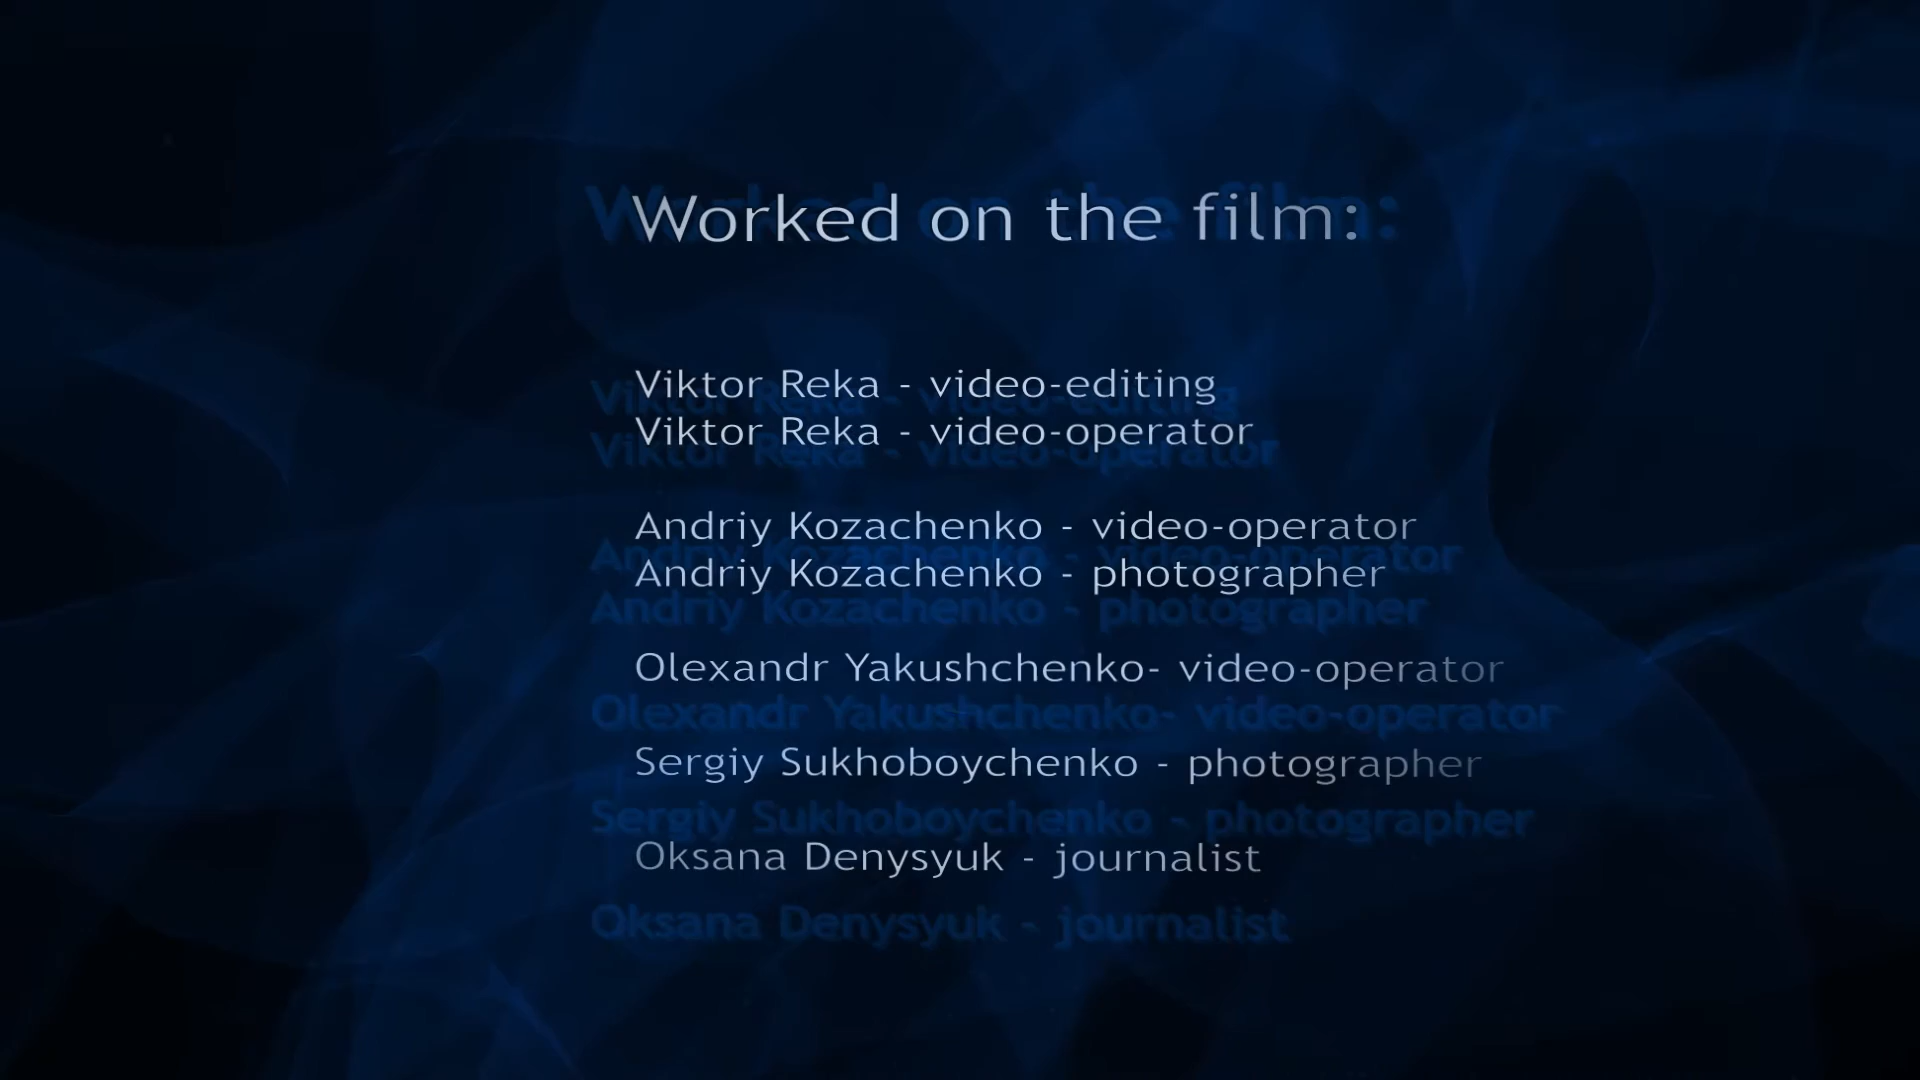 Worked on the film:
Viktor Reka - video-editing
Viktor Reka - video-operator
Andriy Kozachenko - video-operator
Andriy Kozachenko - photographer
Olexandr Yakushchenko- video-operator
Sergiy Sukhoboychenko - photographer
Oksana Denysyuk - journalist